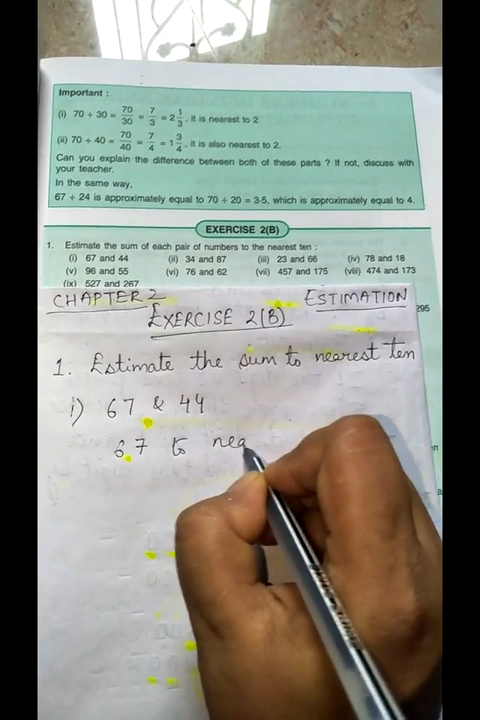 Important :
(i) 70 ÷ 30 = 70/30 = 7/3 = 2 1/3, it is nearest to 2
(ii) 70 ÷ 40 = 70/40 = 7/4 = 1 3/4, it is also nearest to 2.
Can you explain the difference between both of these parts ? If not, discuss with
your teacher.
In the same way,
67 ÷ 24 is approximately equal to 70 ÷ 20 = 3·5, which is approximately equal to 4.
EXERCISE 2(B)
1. Estimate the sum of each pair of numbers to the nearest ten :
(i) 67 and 44 (ii) 34 and 87 (iii) 23 and 66 (iv) 78 and 18
(v) 96 and 55 (vi) 76 and 62 (vii) 457 and 175 (viii) 474 and 173
(ix) 527 and 267
CHAPTER 2 ESTIMATION
295
EXERCISE 2(B)
1. Estimate the sum to nearest ten
i) 67 & 44
67 to nea